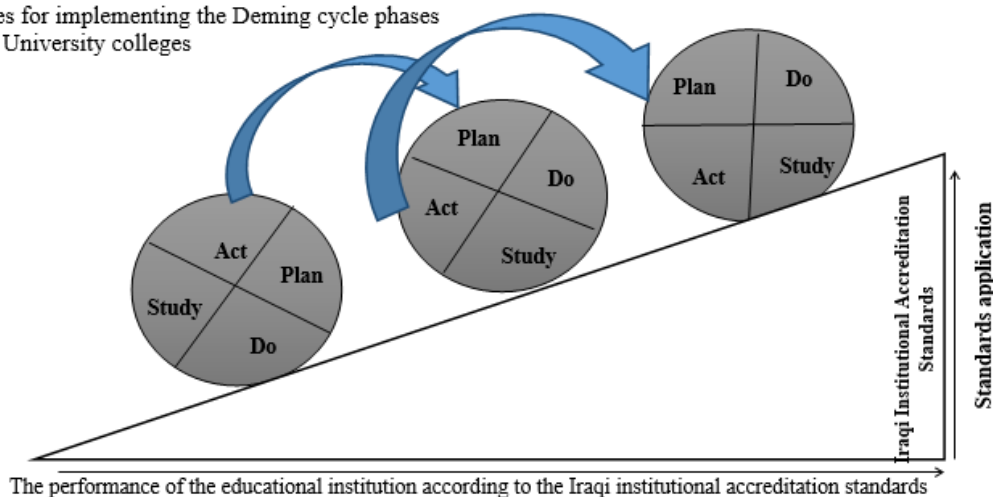 es for implementing the Deming cycle phases
University colleges
Act
Plan
Study
Do
Plan
Do
Act
Study
Plan
Do
Act
Study
Iraqi Institutional Accreditation
Standards
Standards application
The performance of the educational institution according to the Iraqi institutional accreditation standards